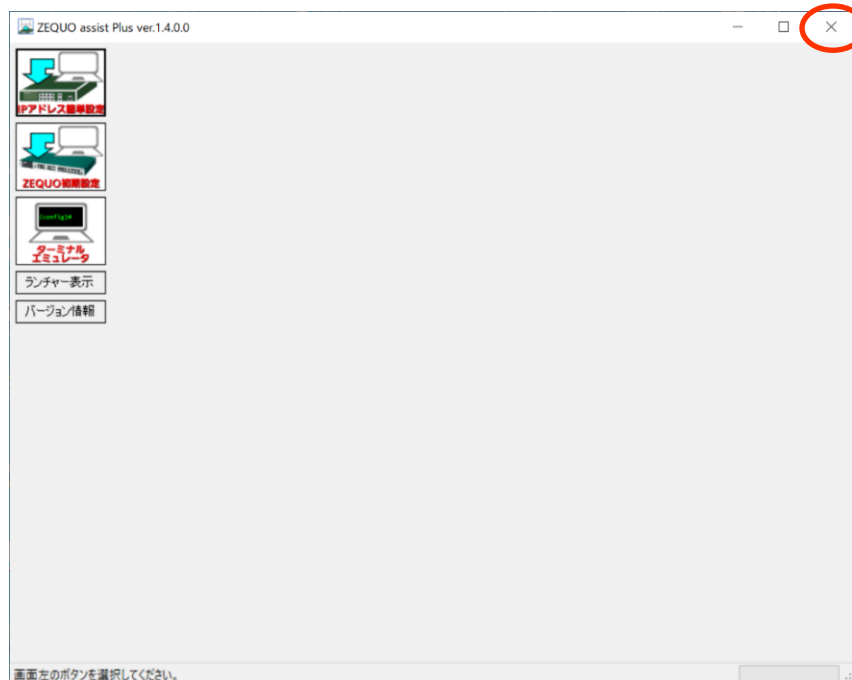 ZEQUO assist Plus ver.1.4.0.0
IPアドレス簡単設定
ZEQUO初期設定
(config)#
ターミナル
エミュレータ
ランチャー表示
バージョン情報
画面左のボタンを選択してください。